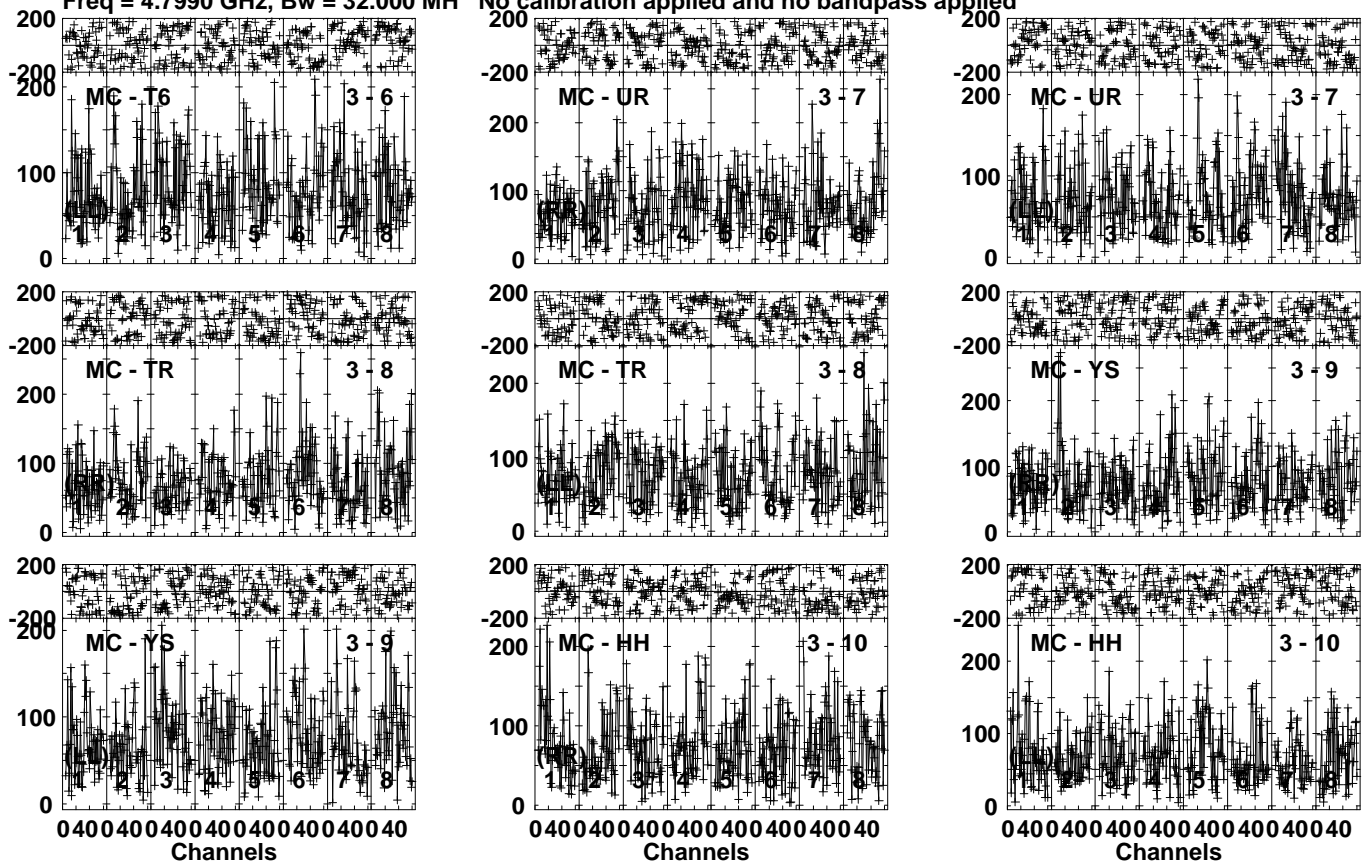 Freq = 4.7990 GHz, Bw = 32.000 MH No calibration applied and no bandpass applied
200 200 200
-200 -200 -200
200 MC - T6 3 - 6 200 MC - UR 3 - 7 200 MC - UR 3 - 7
100 100 100
(LL) (RR) (LL)
1 2 3 4 5 6 7 8 1 2 3 4 5 6 7 8 1 2 3 4 5 6 7 8
0 0 0
200 200 200
-200 -200 -200
MC - TR 3 - 8 MC - TR 3 - 8 MC - YS 3 - 9
200 200 200
100 100 100
(RR) (LL) (RR)
1 2 3 4 5 6 7 8 1 2 3 4 5 6 7 8 1 2 3 4 5 6 7 8
0 0 0
200 200 200
-200 -200 -200
200 MC - YS 3 - 9 200 MC - HH 3 - 10 200 MC - HH 3 - 10
100 100 100
(LL) (RR) (LL)
1 2 3 4 5 6 7 8 1 2 3 4 5 6 7 8 1 2 3 4 5 6 7 8
0 0 0
0 40 0 40 0 40 0 40 0 40 0 40 0 40 0 40 0 40 0 40 0 40 0 40 0 40 0 40 0 40 0 40 0 40 0 40 0 40 0 40 0 40 0 40 0 40 0 40
Channels Channels Channels